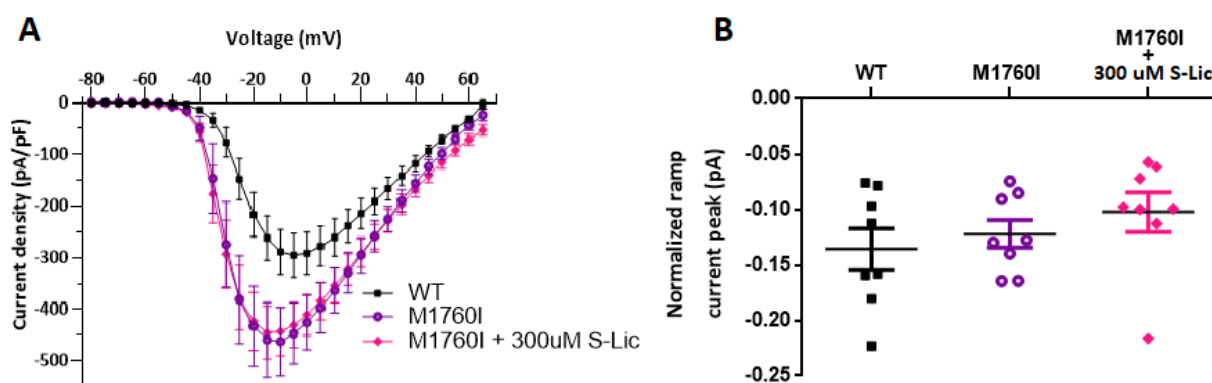 A
Voltage (mV)
-80 -60 -40 -20 0 20 40 60
0
-100
-200
-300
-400
-500
Current density (pA/pF)
WT
M1760I
M1760I + 300uM S-Lic
B
WT
M1760I
M1760I
+
300 uM S-Lic
0.00
-0.05
-0.10
-0.15
-0.20
-0.25
Normalized ramp
current peak (pA)